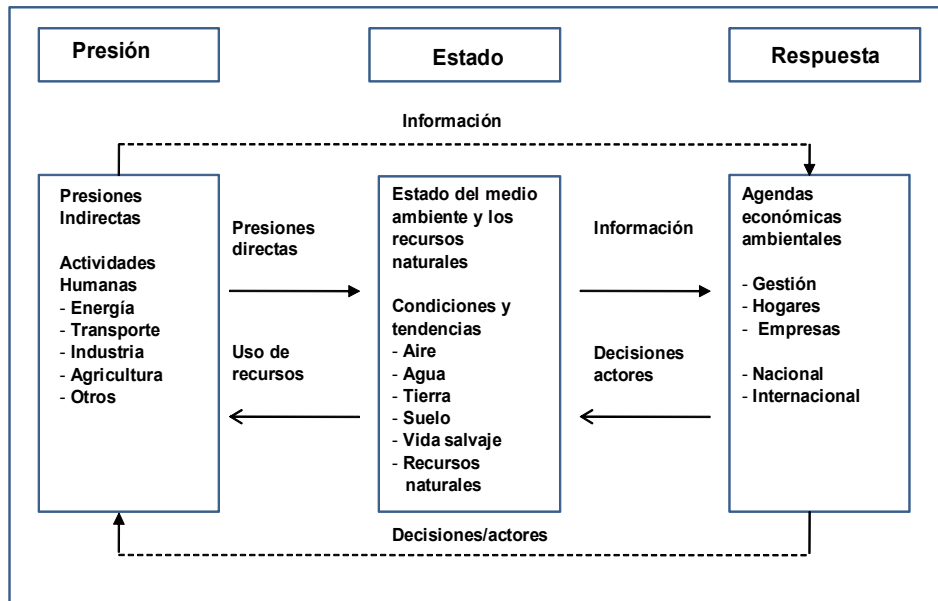 Presión
Estado
Respuesta
Información
Presiones
Indirectas
Actividades
Humanas
- Energía
- Transporte
- Industria
- Agricultura
- Otros
Presiones
directas
Uso de
recursos
Estado del medio
ambiente y los
recursos
naturales
Condiciones y
tendencias
- Aire
- Agua
- Tierra
- Suelo
- Vida salvaje
- Recursos
naturales
Información
Decisiones
actores
Agendas
económicas
ambientales
- Gestión
- Hogares
- Empresas
- Nacional
- Internacional
Decisiones/actores